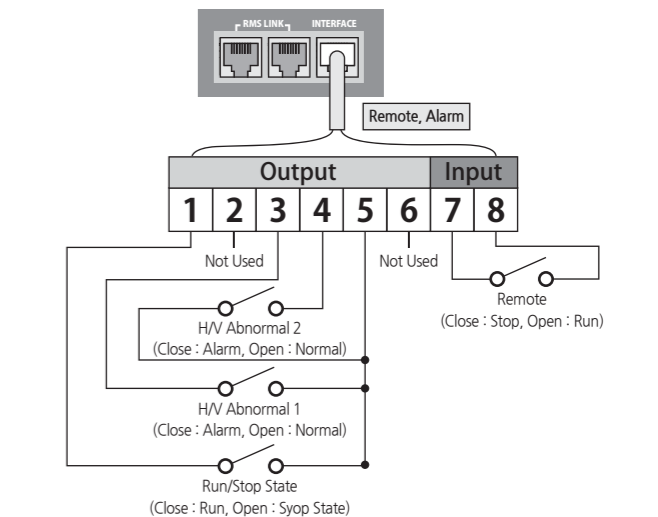 RMS LINK INTERFACE
Remote, Alarm
Output Input
1 2 3 4 5 6 7 8
Not Used Not Used
Remote
(Close : Stop, Open : Run)
H/V Abnormal 2
(Close : Alarm, Open : Normal)
H/V Abnormal 1
(Close : Alarm, Open : Normal)
Run/Stop State
(Close : Run, Open : Syop State)